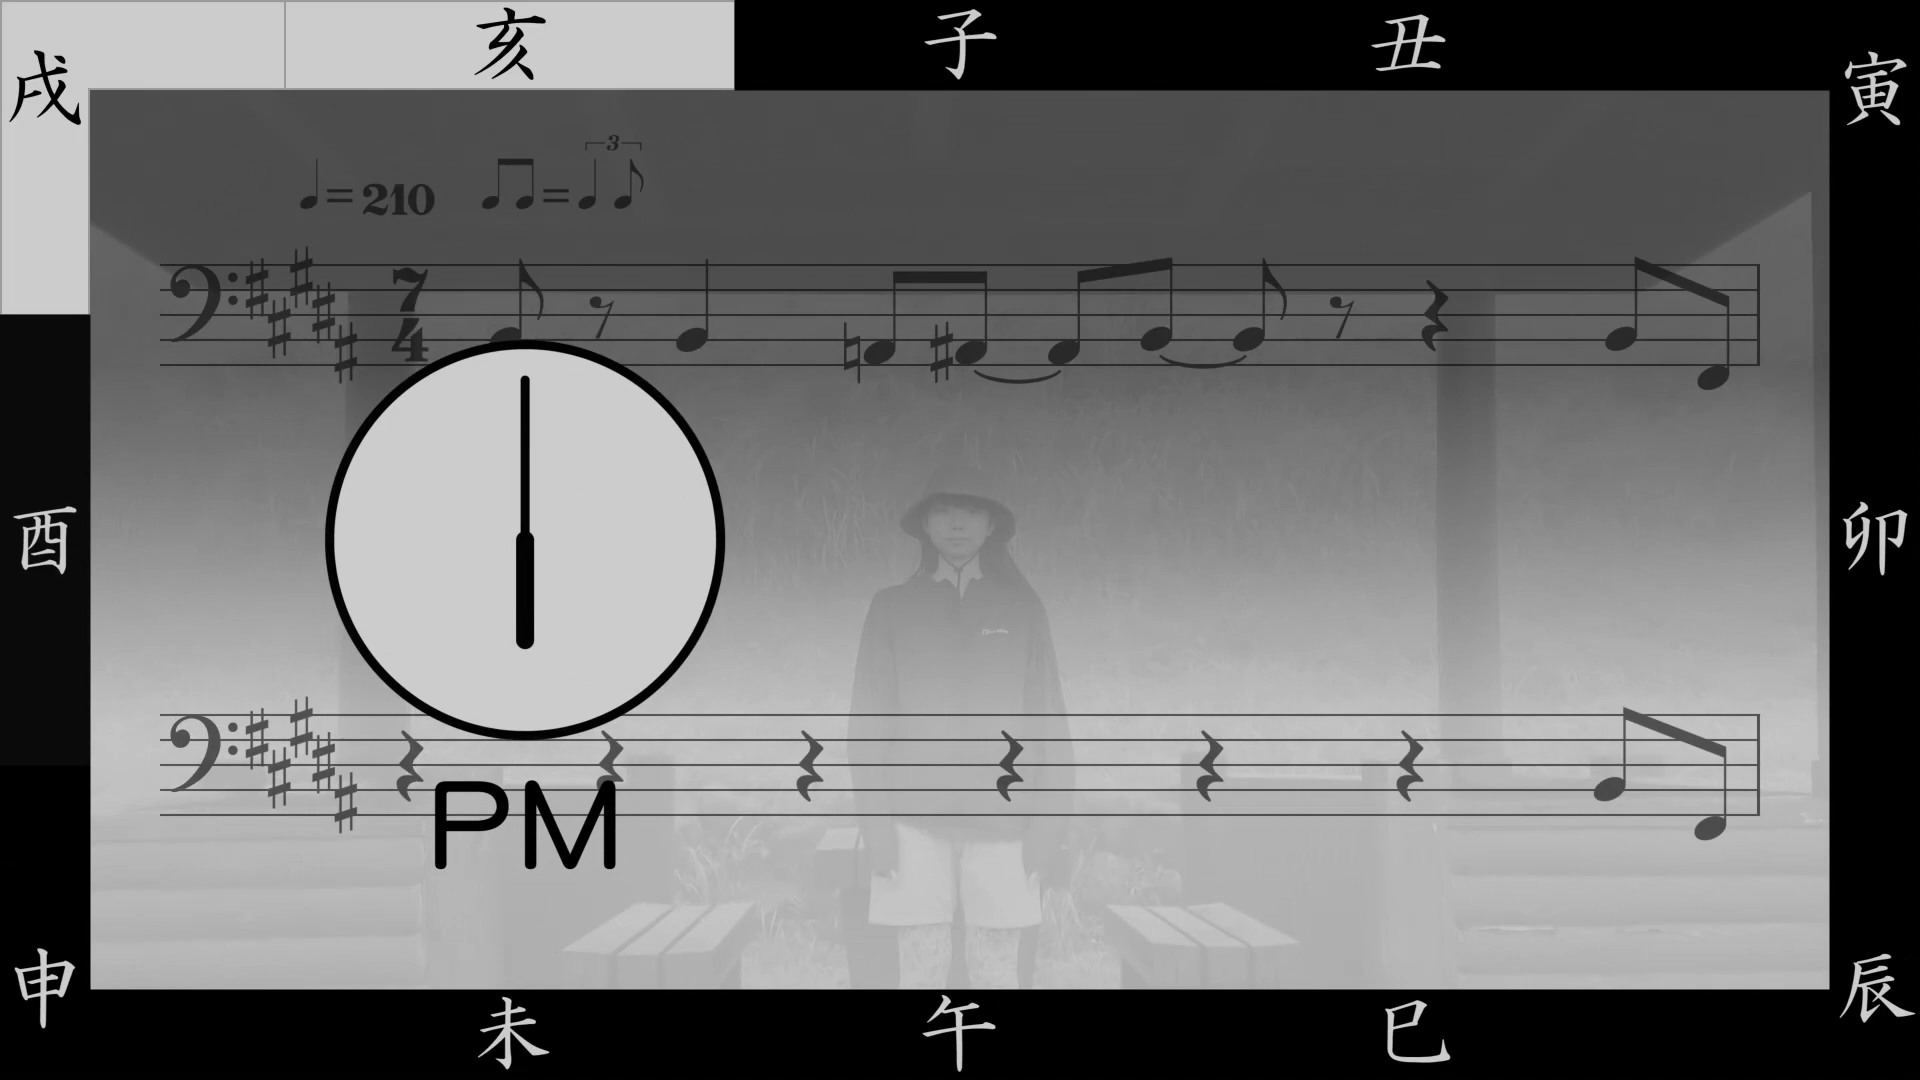 亥 子 丑
戌 寅
3
= 210 =
7
4
酉 卯
PM
申 辰
未 午 巳